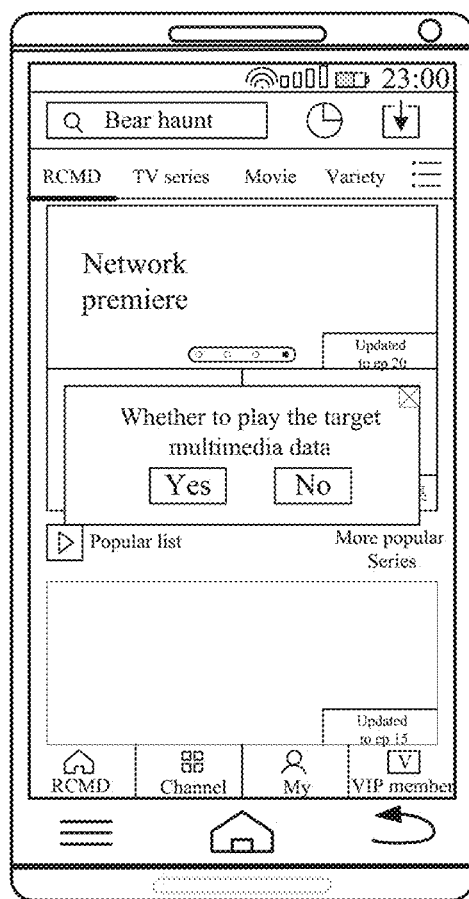 23:00
Bear haunt
RCMD TV series Movie Variety
Network
premiere
Updated
to ep 20
Whether to play the target
multimedia data
Yes No
Popular list
More popular
Series
Updated
to ep 15
RCMD Channel My V VIP member